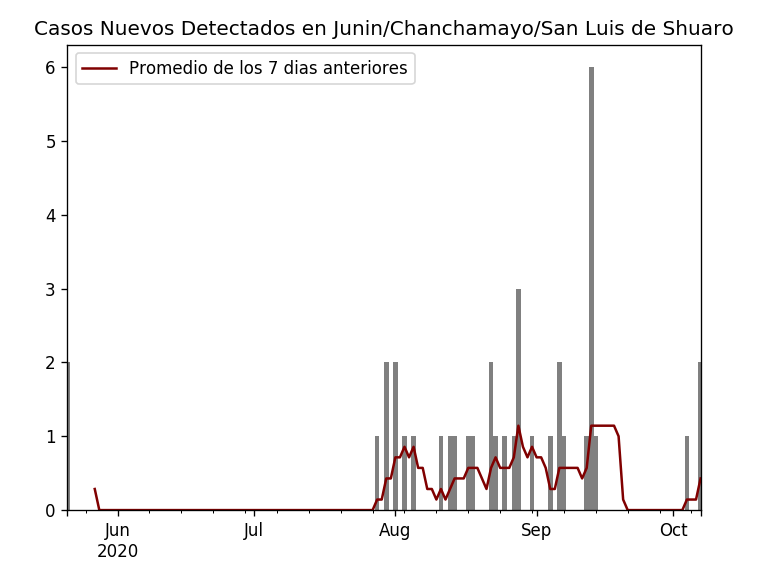 Casos Nuevos Detectados en Junin/Chanchamayo/San Luis de Shuaro
Promedio de los 7 dias anteriores
6
5
4
3
2
1
0
Jun Jul Aug Sep Oct
2020